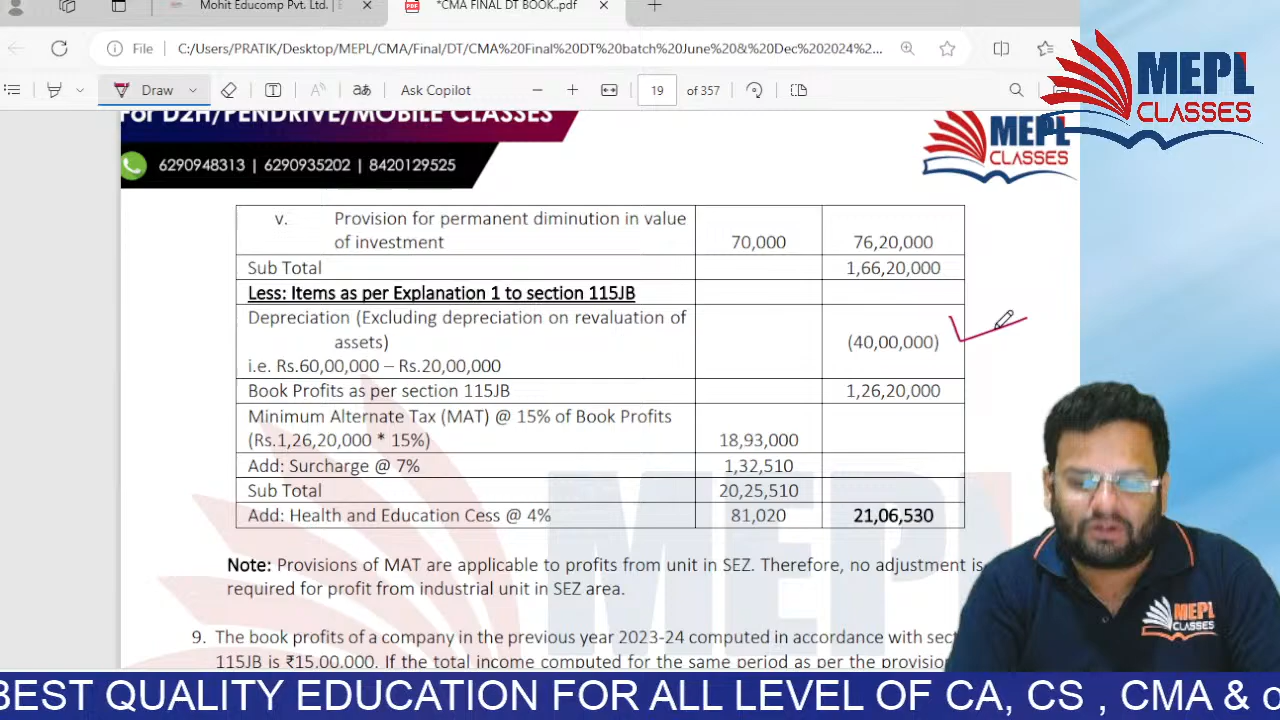 Mohit Educomp Pvt. Ltd. | E
*CMA FINAL DT BOOK..pdf
File
C:/Users/PRATIK/Desktop/MEPL/CMA/Final/DT/CMA%20Final%20DT%20batch%20June%20&%20Dec%202024%2...
Draw
Ask Copilot
19 of 357
MEPL
CLASSES
For D2H/PENDRIVE/MOBILE CLASSES
6290948313 | 6290935202 | 8420129525
MEPL
CLASSES
v. Provision for permanent diminution in value
of investment 70,000 76,20,000
Sub Total 1,66,20,000
Less: Items as per Explanation 1 to section 115JB
Depreciation (Excluding depreciation on revaluation of
assets) (40,00,000)
i.e. Rs.60,00,000 – Rs.20,00,000
Book Profits as per section 115JB 1,26,20,000
Minimum Alternate Tax (MAT) @ 15% of Book Profits
(Rs.1,26,20,000 * 15%) 18,93,000
Add: Surcharge @ 7% 1,32,510
Sub Total 20,25,510
Add: Health and Education Cess @ 4% 81,020 21,06,530
Note: Provisions of MAT are applicable to profits from unit in SEZ. Therefore, no adjustment is
required for profit from industrial unit in SEZ area.
9. The book profits of a company in the previous year 2023-24 computed in accordance with sec
115JB is ₹15,00,000. If the total income computed for the same period as per the provision
MEPL
CLASSES
BEST QUALITY EDUCATION FOR ALL LEVEL OF CA, CS , CMA & c